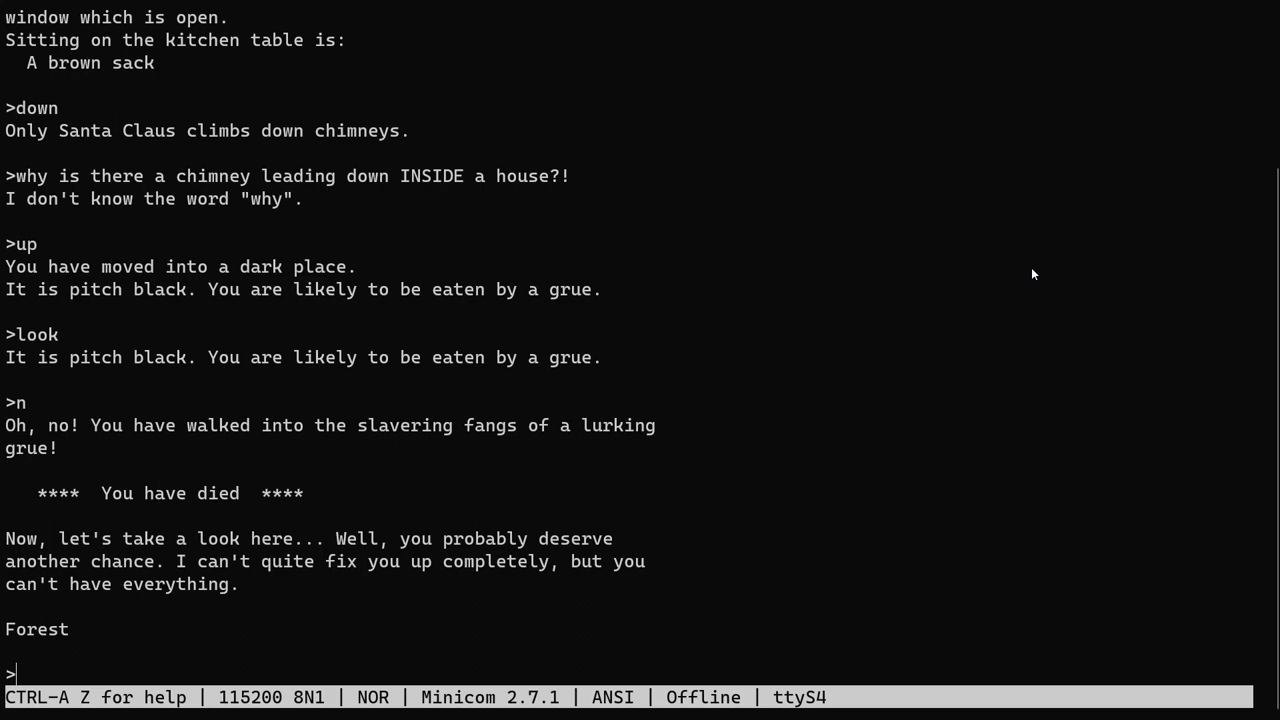 window which is open.
Sitting on the kitchen table is:
  A brown sack

>down
Only Santa Claus climbs down chimneys.

>why is there a chimney leading down INSIDE a house?!
I don't know the word "why".

>up
You have moved into a dark place.
It is pitch black. You are likely to be eaten by a grue.

>look
It is pitch black. You are likely to be eaten by a grue.

>n
Oh, no! You have walked into the slavering fangs of a lurking
grue!

   ****  You have died  ****

Now, let's take a look here... Well, you probably deserve
another chance. I can't quite fix you up completely, but you
can't have everything.

Forest

>
CTRL-A Z for help | 115200 8N1 | NOR | Minicom 2.7.1 | ANSI | Offline | ttyS4